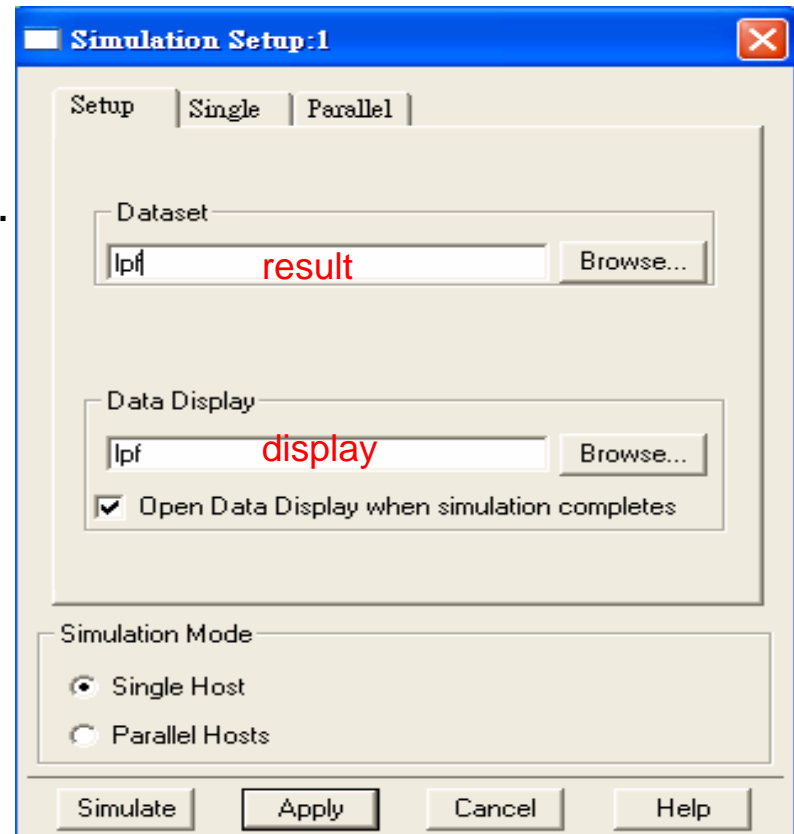 Simulation Setup:1
Setup Single Parallel
.
Dataset
lpf result Browse...
Data Display
lpf display Browse...
Open Data Display when simulation completes
Simulation Mode
Single Host
Parallel Hosts
Simulate Apply Cancel Help